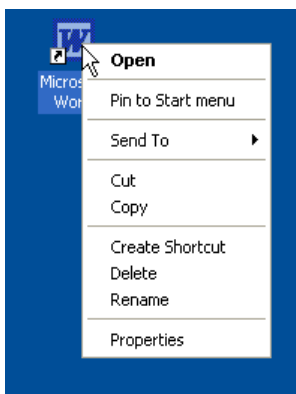 W
Open
Micros
Wor
Pin to Start menu
Send To
Cut
Copy
Create Shortcut
Delete
Rename
Properties